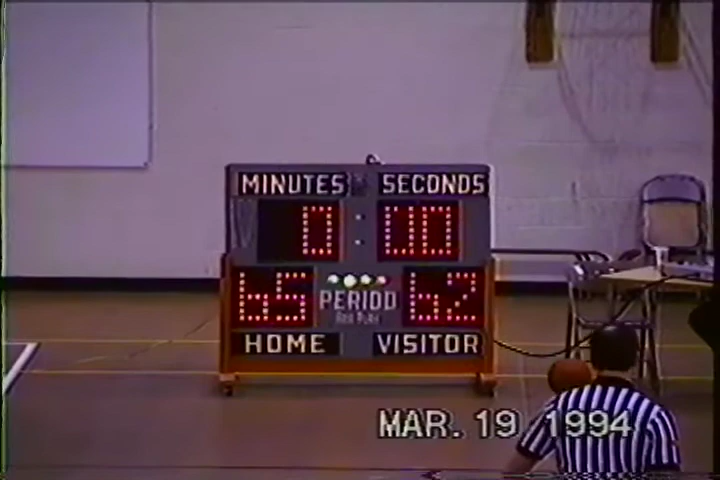 MINUTES SECONDS
0 : 00
65 PERIOD 62
HOME VISITOR
MAR. 19 1994